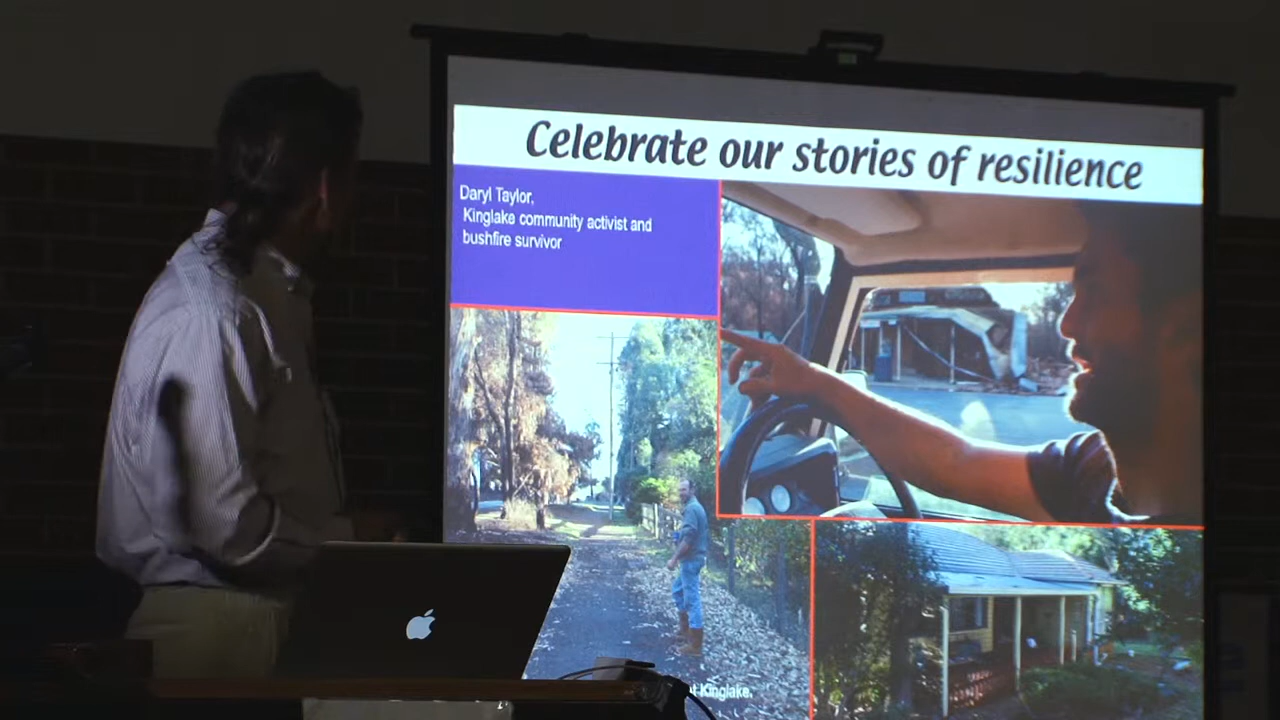 Celebrate our stories of resilience
Daryl Taylor,
Kinglake community activist and
bushfire survivor
Kinglake.